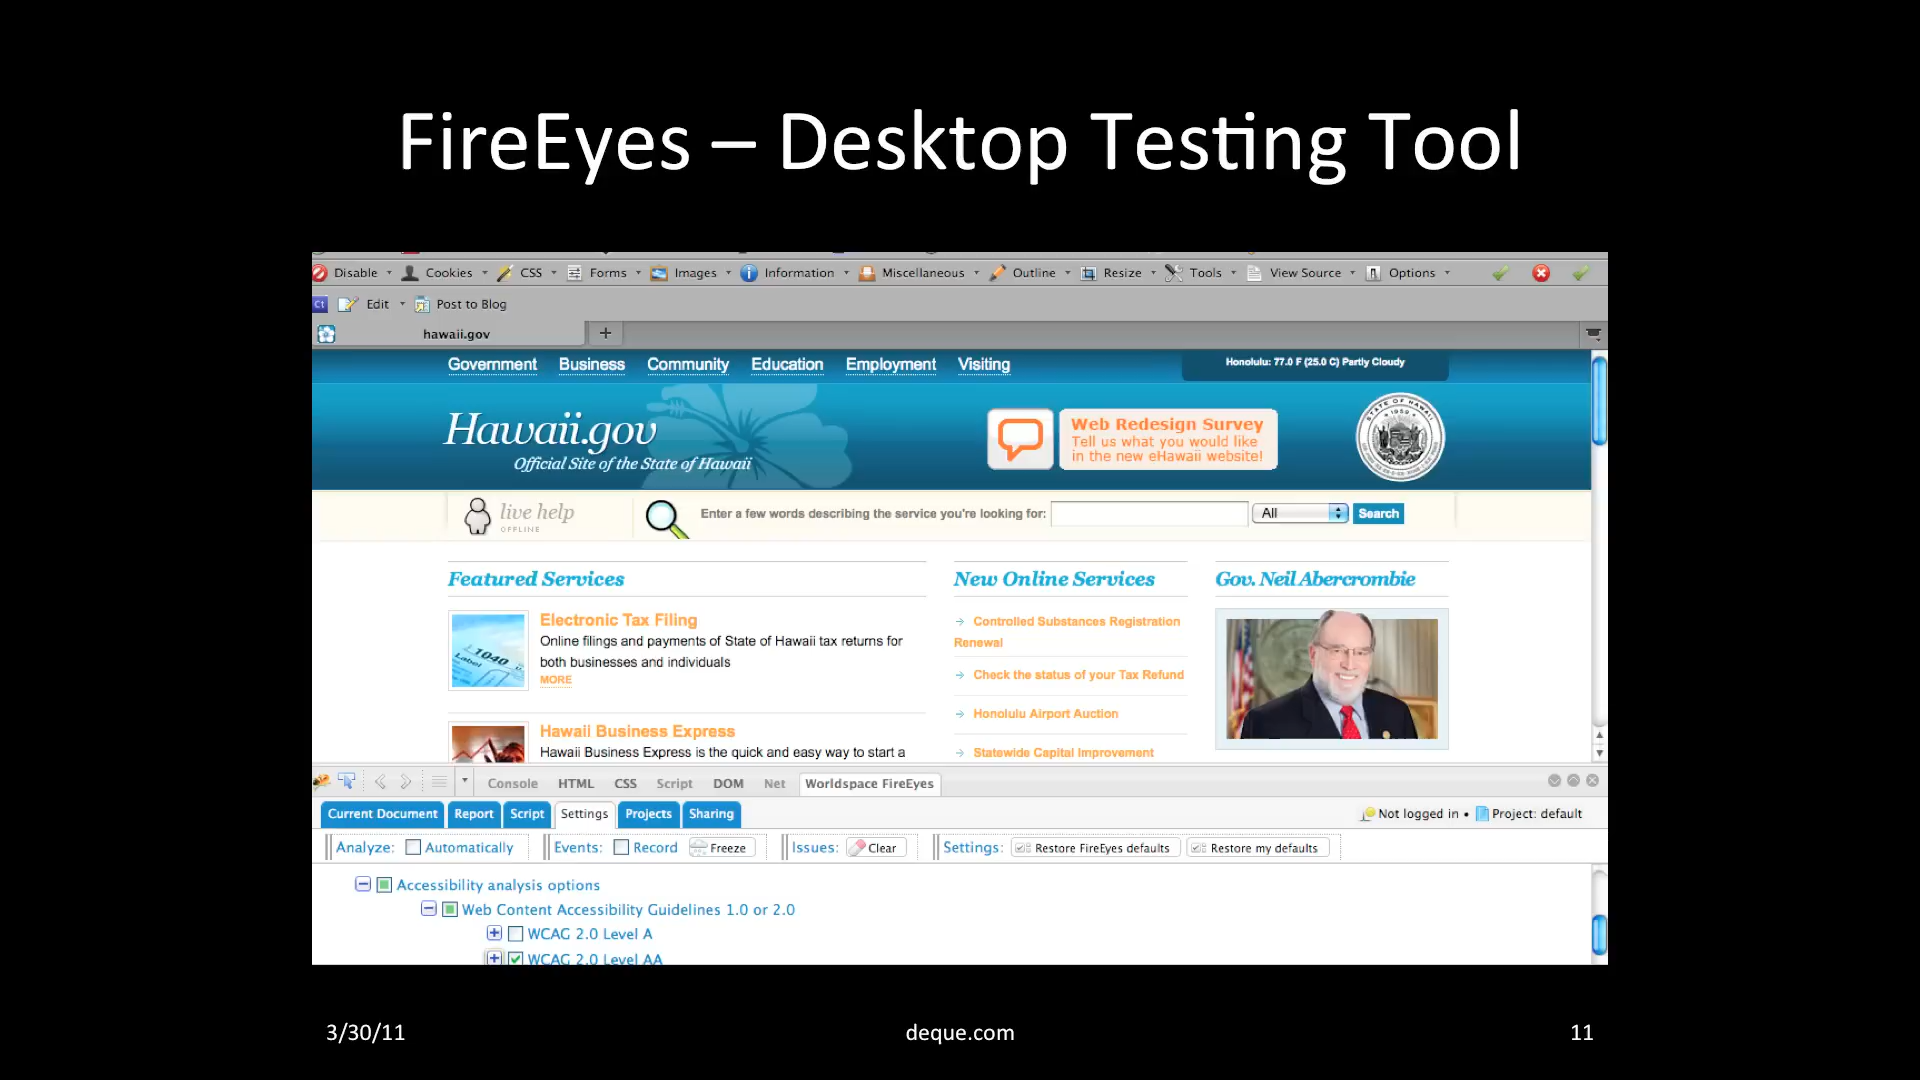 FireEyes – Desktop Testing Tool
Disable Cookies CSS Forms Images Information Miscellaneous Outline Resize Tools View Source Options
Ct Edit Post to Blog
hawaii.gov +
Government Business Community Education Employment Visiting
Honolulu: 77.0 F (25.0 C) Partly Cloudy
Hawaii.gov
Official Site of the State of Hawaii
Web Redesign Survey
Tell us what you would like
in the new eHawaii website!
STATE OF HAWAII
1959
live help
OFFLINE
Enter a few words describing the service you're looking for: All Search
Featured Services
Electronic Tax Filing
Online filings and payments of State of Hawaii tax returns for
both businesses and individuals
MORE
1040
Label
Hawaii Business Express
Hawaii Business Express is the quick and easy way to start a
New Online Services
Controlled Substances Registration
Renewal
Check the status of your Tax Refund
Honolulu Airport Auction
Statewide Capital Improvement
Gov. Neil Abercrombie
Console HTML CSS Script DOM Net Worldspace FireEyes
Current Document Report Script Settings Projects Sharing
Not logged in • Project: default
Analyze: Automatically Events: Record Freeze Issues: Clear Settings: Restore FireEyes defaults Restore my defaults
Accessibility analysis options
Web Content Accessibility Guidelines 1.0 or 2.0
WCAG 2.0 Level A
WCAG 2.0 Level AA
3/30/11
deque.com
11